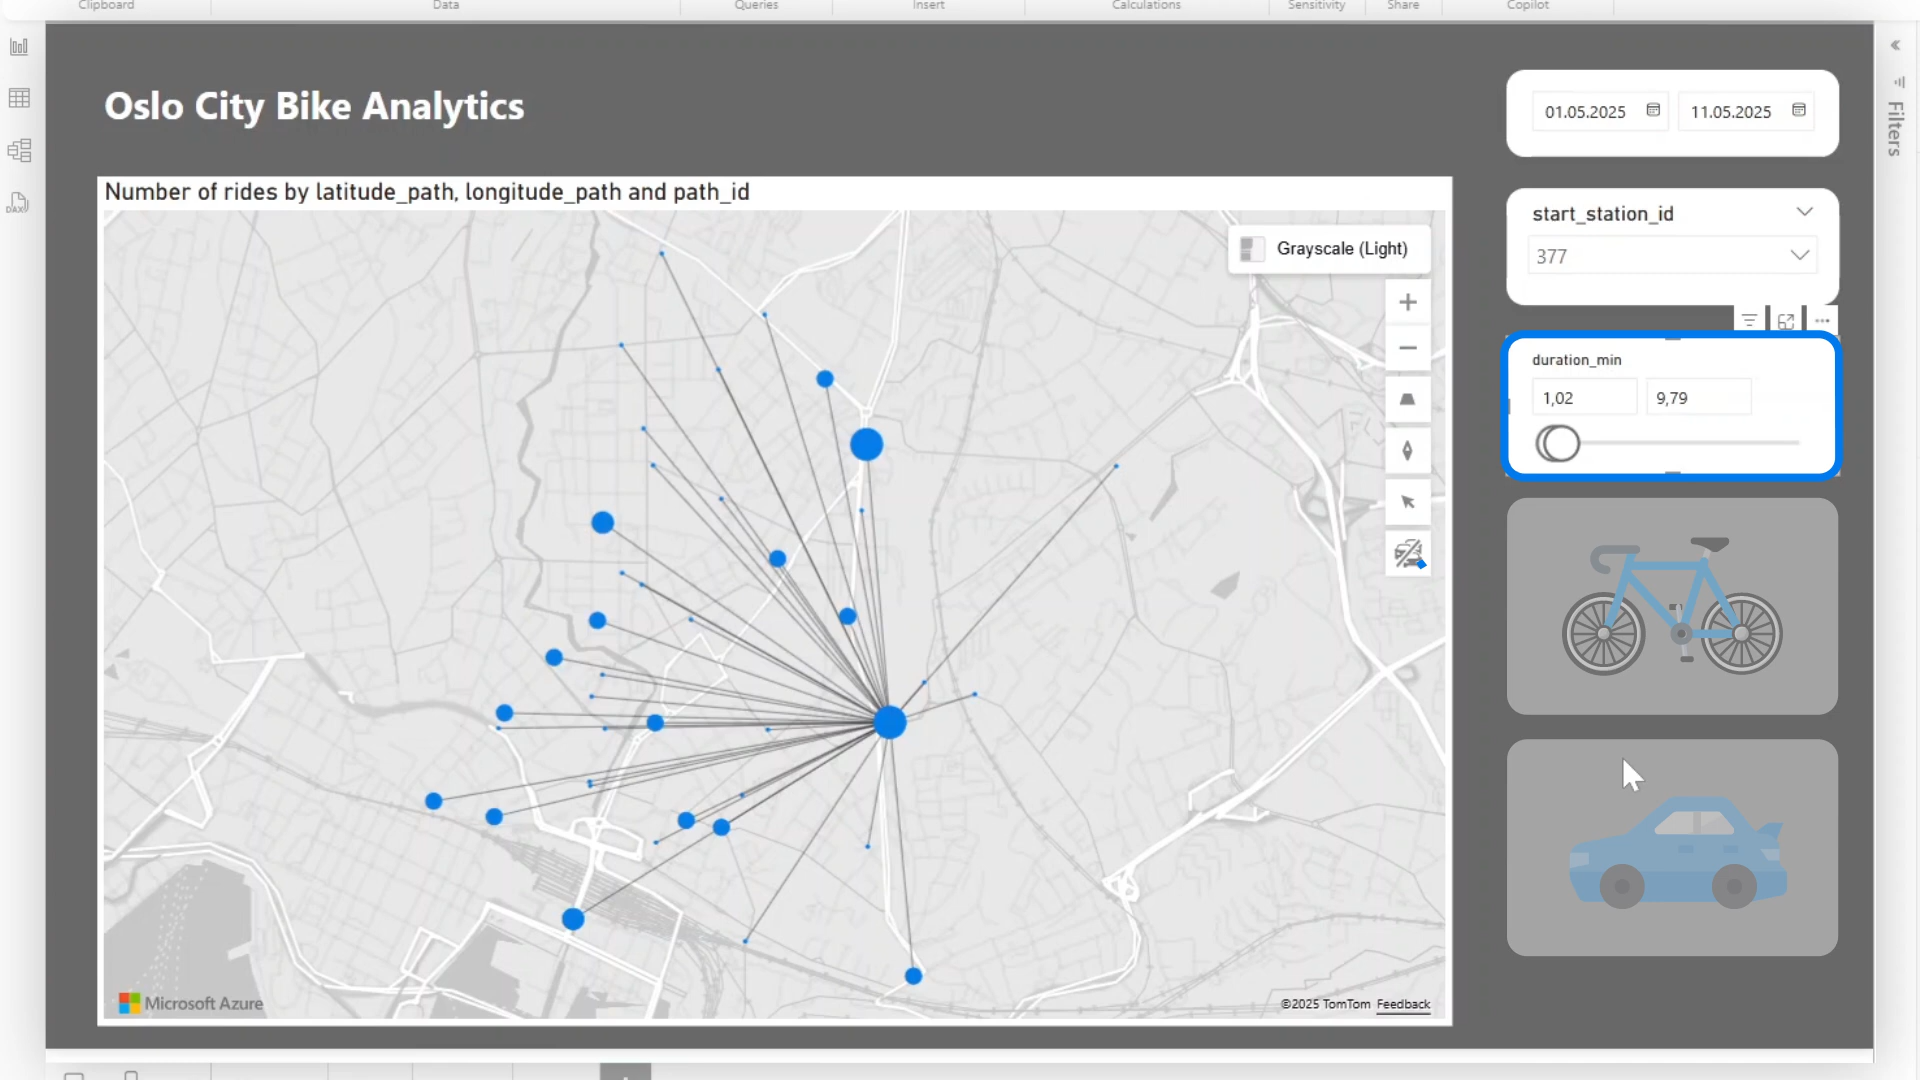 Clipboard
Data
Queries
Insert
Calculations
Sensitivity
Share
Copilot
Oslo City Bike Analytics
01.05.2025
11.05.2025
Filters
Number of rides by latitude_path, longitude_path and path_id
start_station_id
377
Grayscale (Light)
duration_min
1,02
9,79
DAX
Microsoft Azure
©2025 TomTom Feedback